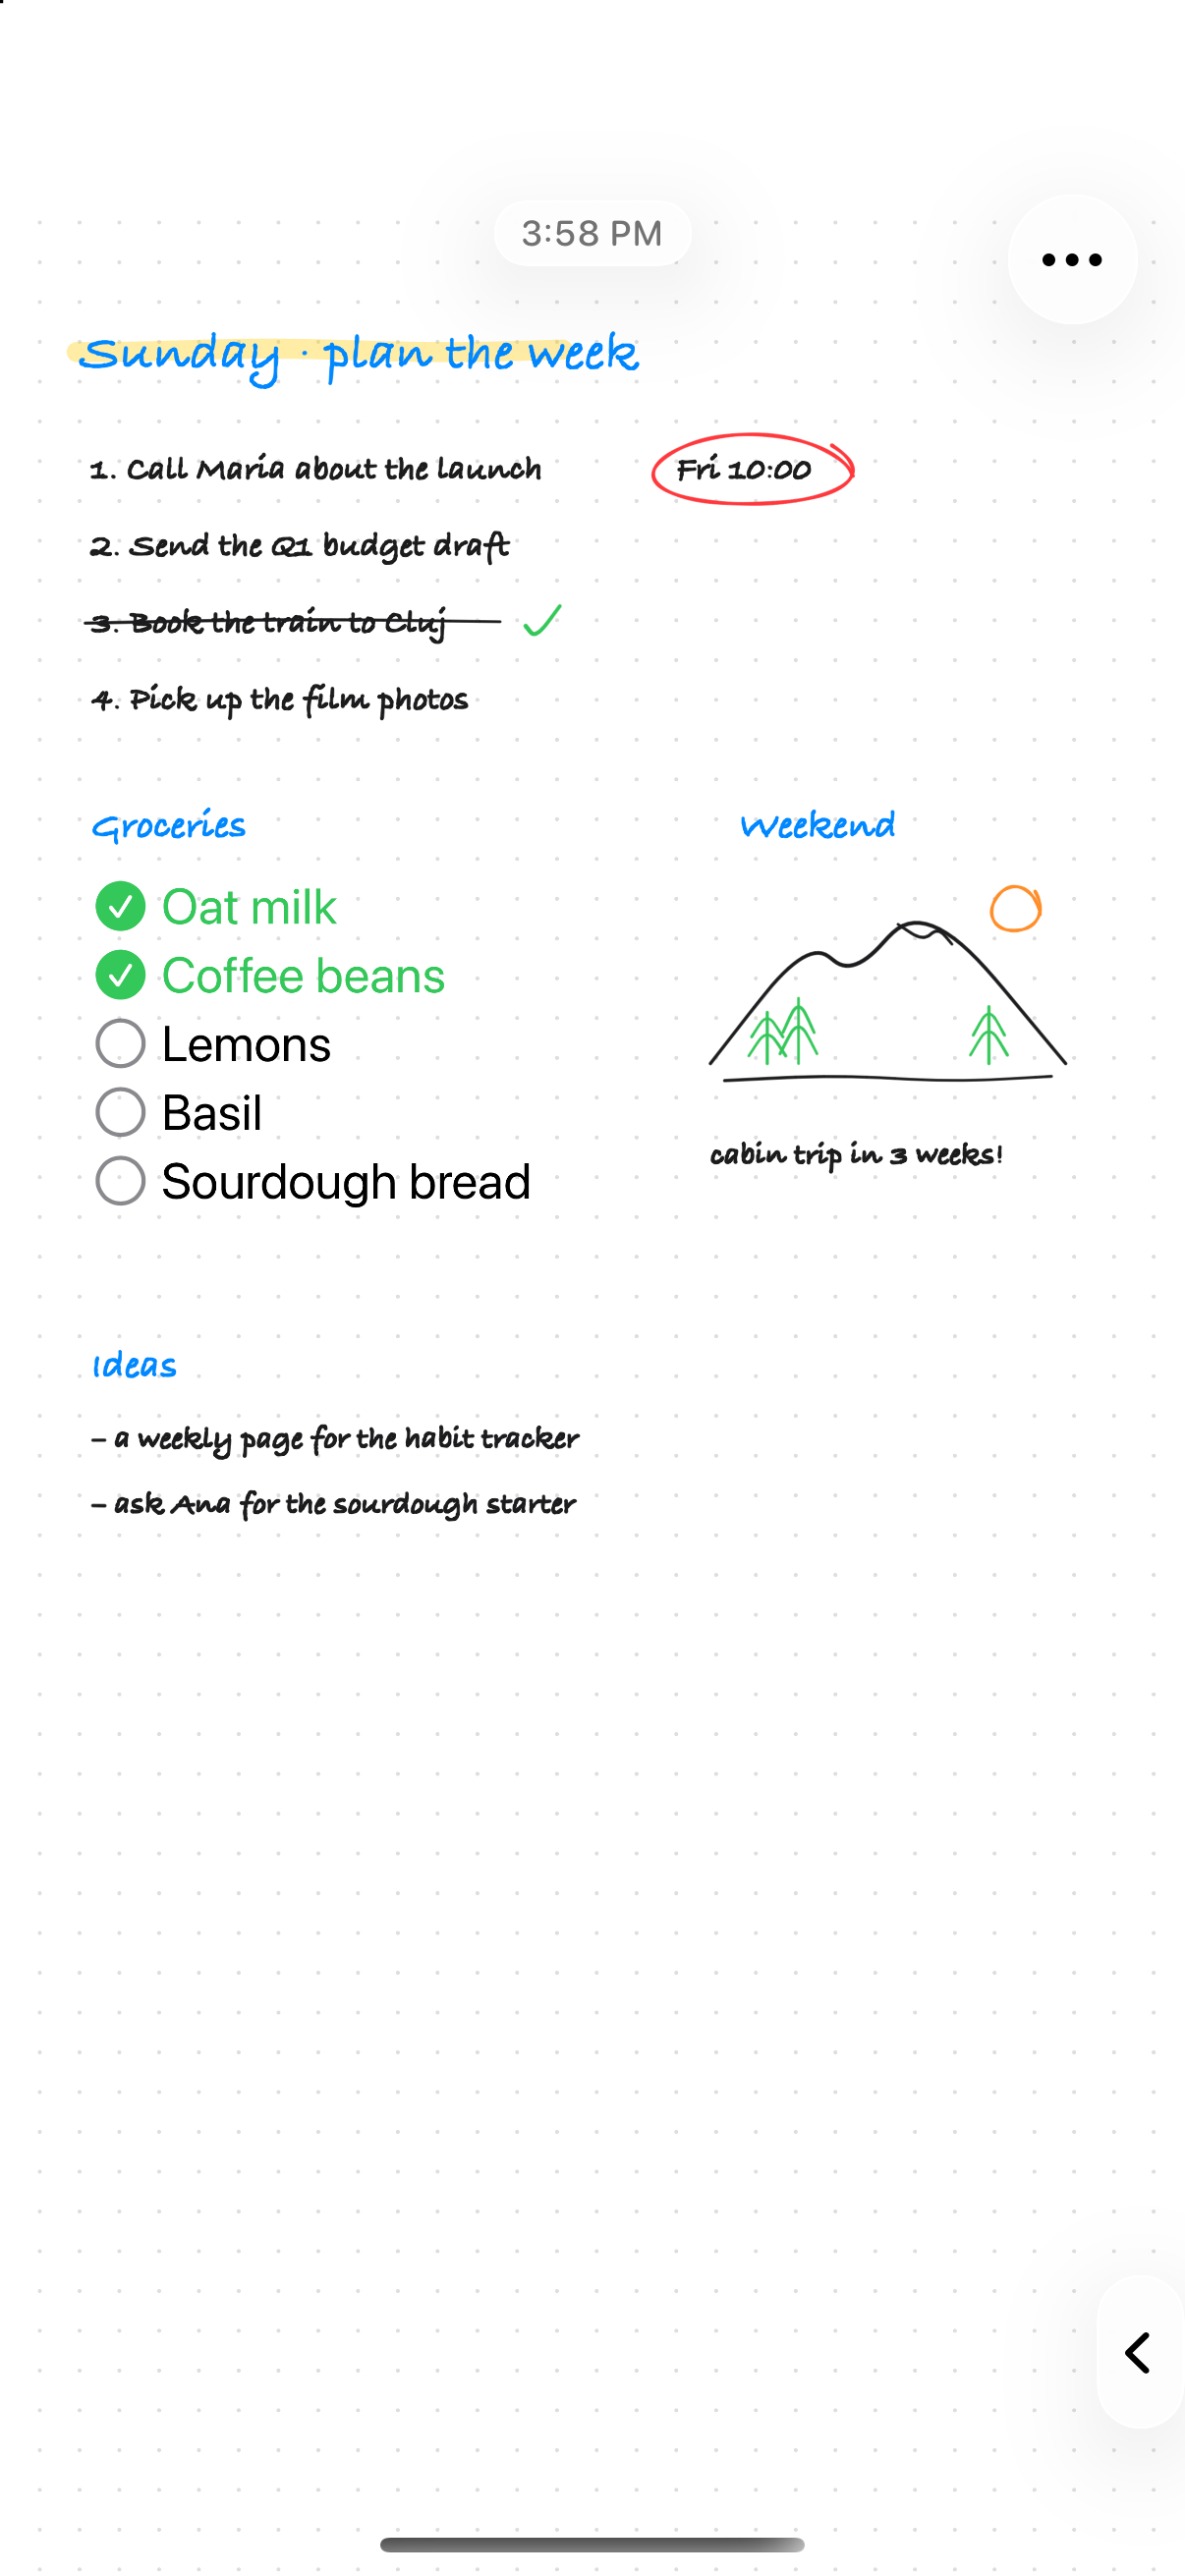 3:58 PM
Sunday · plan the week
1. Call Maria about the launch
Fri 10:00
2. Send the Q1 budget draft
3. Book the train to Cluj
4. Pick up the film photos
Groceries
Oat milk
Coffee beans
Lemons
Basil
Sourdough bread
Weekend
cabin trip in 3 weeks!
Ideas
– a weekly page for the habit tracker
– ask Ana for the sourdough starter